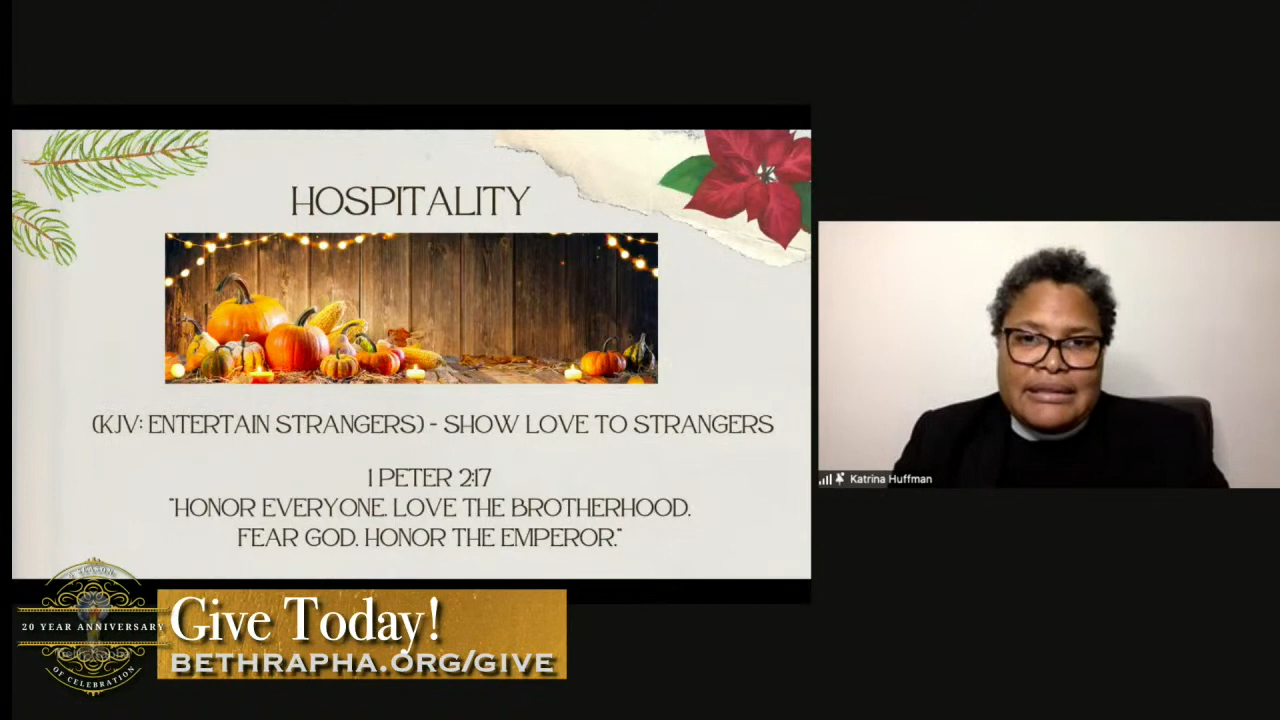 HOSPITALITY
(KJV: ENTERTAIN STRANGERS) - SHOW LOVE TO STRANGERS
1 PETER 2:17
"HONOR EVERYONE. LOVE THE BROTHERHOOD.
FEAR GOD. HONOR THE EMPEROR."
Katrina Huffman
20 YEAR ANNIVERSARY
OF CELEBRATION
Give Today!
BETHRAPHA.ORG/GIVE